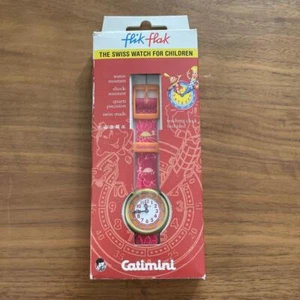 flik flak
THE SWISS WATCH FOR CHILDREN
water
resistant
shock
resistant
quartz
precision
swiss made
Catimini